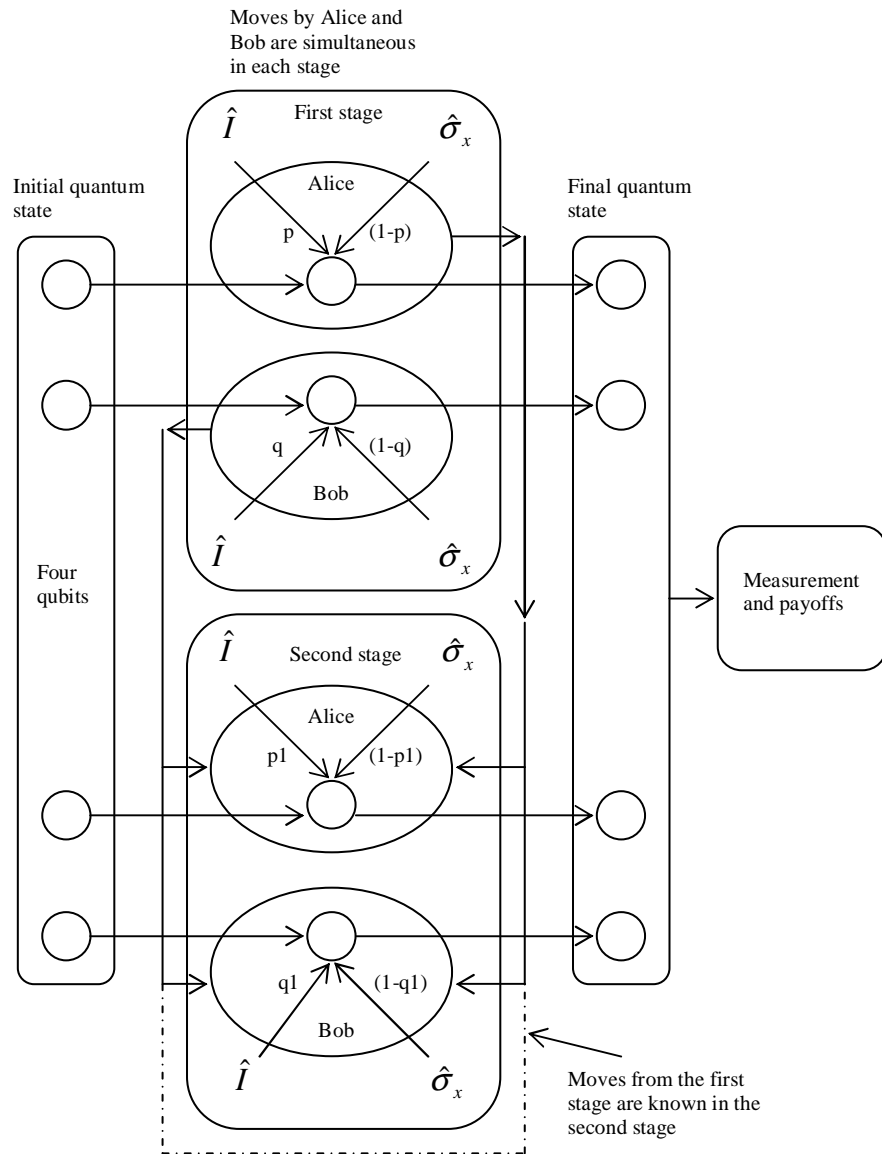 Moves by Alice and
Bob are simultaneous
in each stage
First stage
Î σ̂ₓ
Initial quantum
state
Alice
Final quantum
state
p (1-p)
q (1-q)
Bob
Î σ̂ₓ
Four
qubits
Measurement
and payoffs
Î σ̂ₓ
Second stage
Alice
p1 (1-p1)
q1 (1-q1)
Bob
Î σ̂ₓ
Moves from the first
stage are known in the
second stage